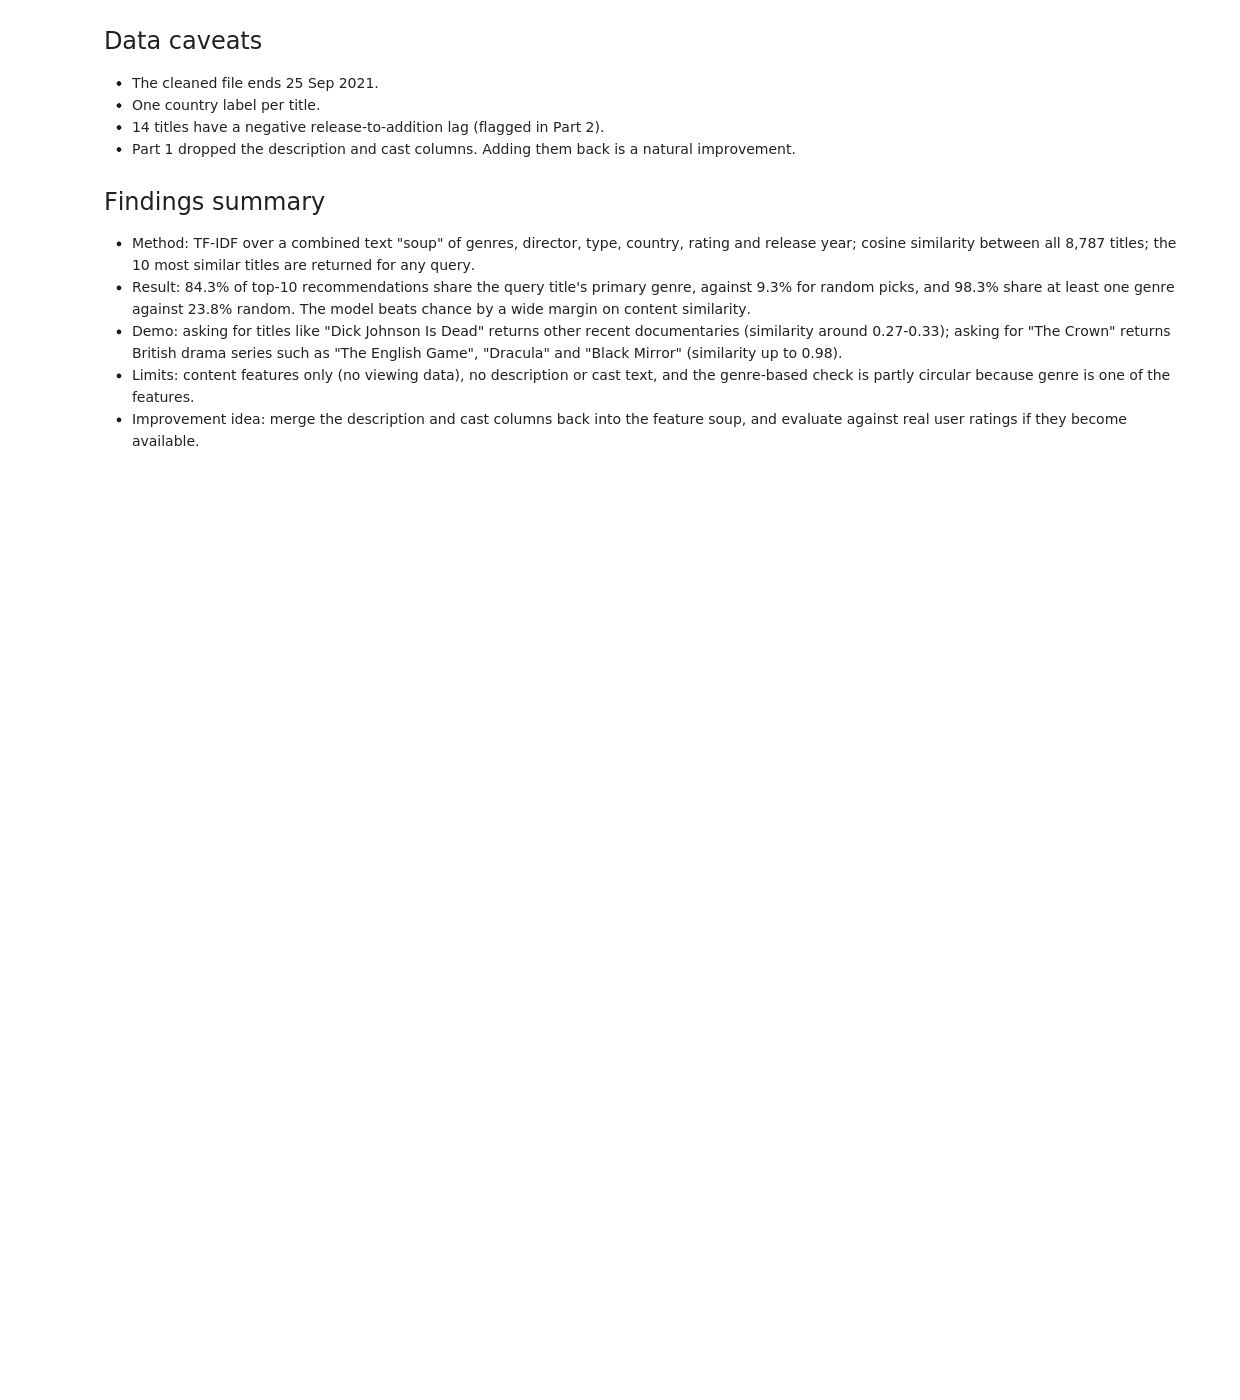 Data caveats
• The cleaned file ends 25 Sep 2021.
• One country label per title.
• 14 titles have a negative release-to-addition lag (flagged in Part 2).
• Part 1 dropped the description and cast columns. Adding them back is a natural improvement.
Findings summary
• Method: TF-IDF over a combined text "soup" of genres, director, type, country, rating and release year; cosine similarity between all 8,787 titles; the
10 most similar titles are returned for any query.
• Result: 84.3% of top-10 recommendations share the query title's primary genre, against 9.3% for random picks, and 98.3% share at least one genre
against 23.8% random. The model beats chance by a wide margin on content similarity.
• Demo: asking for titles like "Dick Johnson Is Dead" returns other recent documentaries (similarity around 0.27-0.33); asking for "The Crown" returns
British drama series such as "The English Game", "Dracula" and "Black Mirror" (similarity up to 0.98).
• Limits: content features only (no viewing data), no description or cast text, and the genre-based check is partly circular because genre is one of the
features.
• Improvement idea: merge the description and cast columns back into the feature soup, and evaluate against real user ratings if they become
available.